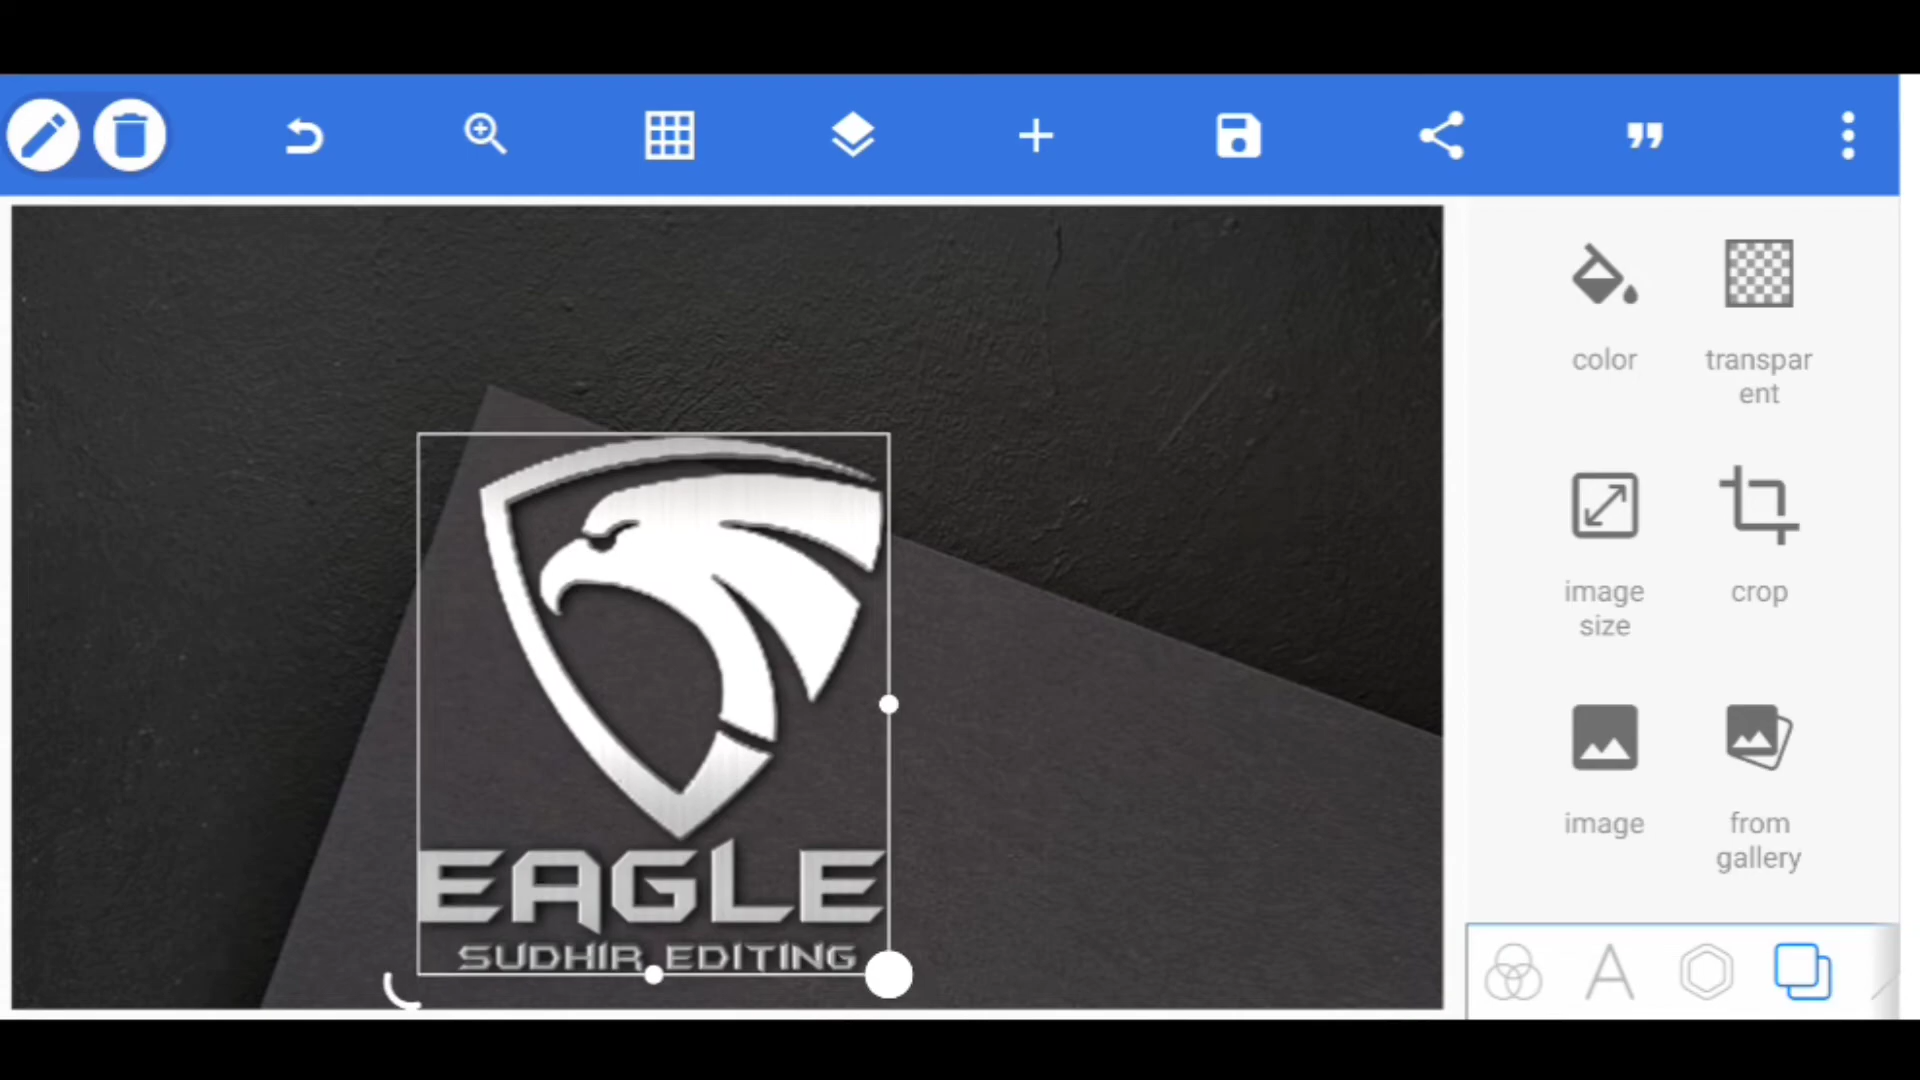 color
transpar
ent
image
size
crop
image
from
gallery
EAGLE
SUDHIR EDITING